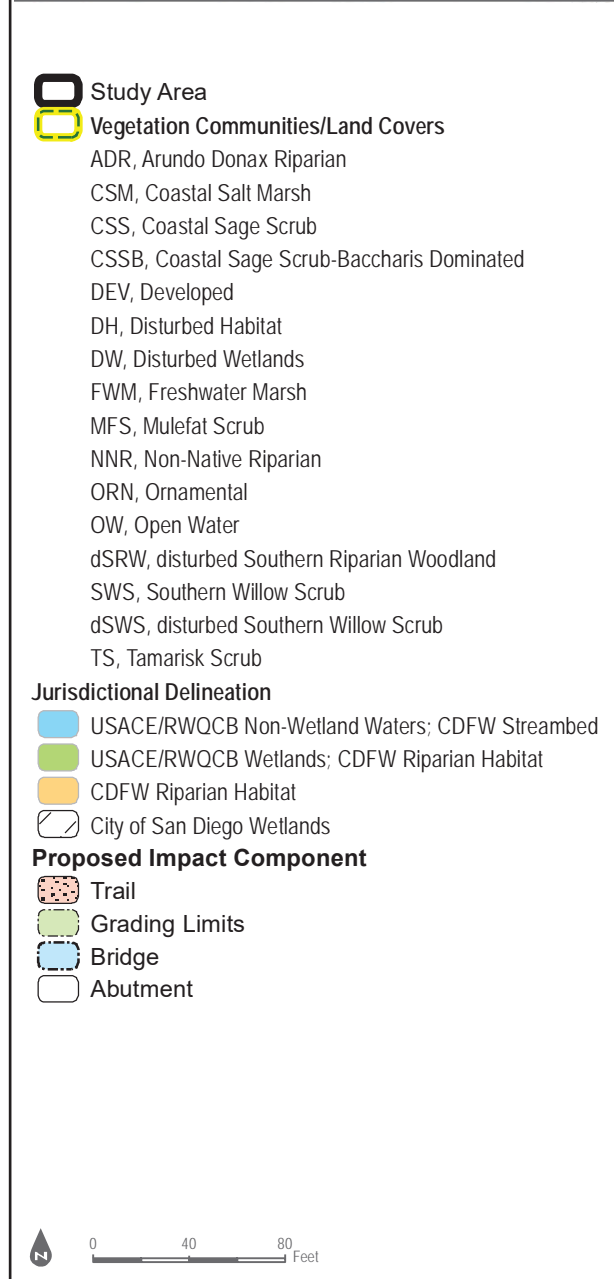 Study Area
Vegetation Communities/Land Covers
ADR, Arundo Donax Riparian
CSM, Coastal Salt Marsh
CSS, Coastal Sage Scrub
CSSB, Coastal Sage Scrub-Baccharis Dominated
DEV, Developed
DH, Disturbed Habitat
DW, Disturbed Wetlands
FWM, Freshwater Marsh
MFS, Mulefat Scrub
NNR, Non-Native Riparian
ORN, Ornamental
OW, Open Water
dSRW, disturbed Southern Riparian Woodland
SWS, Southern Willow Scrub
dSWS, disturbed Southern Willow Scrub
TS, Tamarisk Scrub
Jurisdictional Delineation
USACE/RWQCB Non-Wetland Waters; CDFW Streambed
USACE/RWQCB Wetlands; CDFW Riparian Habitat
CDFW Riparian Habitat
City of San Diego Wetlands
Proposed Impact Component
Trail
Grading Limits
Bridge
Abutment
N
0 40 80
Feet